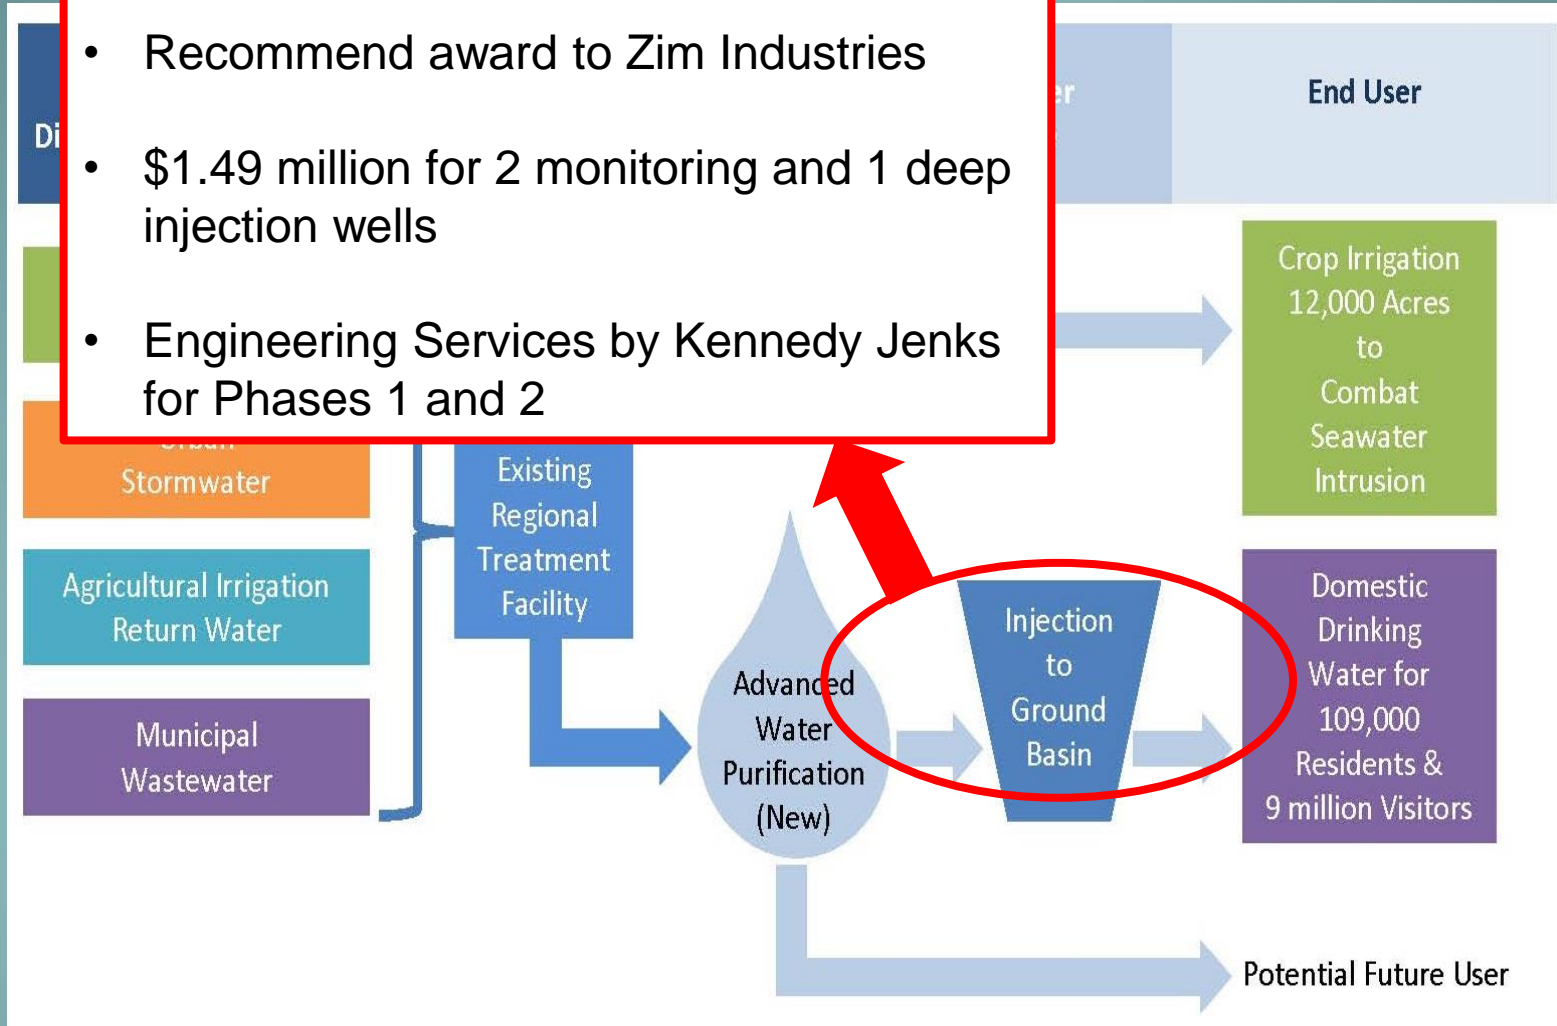 • Recommend award to Zim Industries
• $1.49 million for 2 monitoring and 1 deep
injection wells
• Engineering Services by Kennedy Jenks
for Phases 1 and 2
End User
Stormwater
Agricultural Irrigation
Return Water
Municipal
Wastewater
Existing
Regional
Treatment
Facility
Advanced
Water
Purification
(New)
Injection
to
Ground
Basin
Crop Irrigation
12,000 Acres
to
Combat
Seawater
Intrusion
Domestic
Drinking
Water for
109,000
Residents &
9 million Visitors
Potential Future User